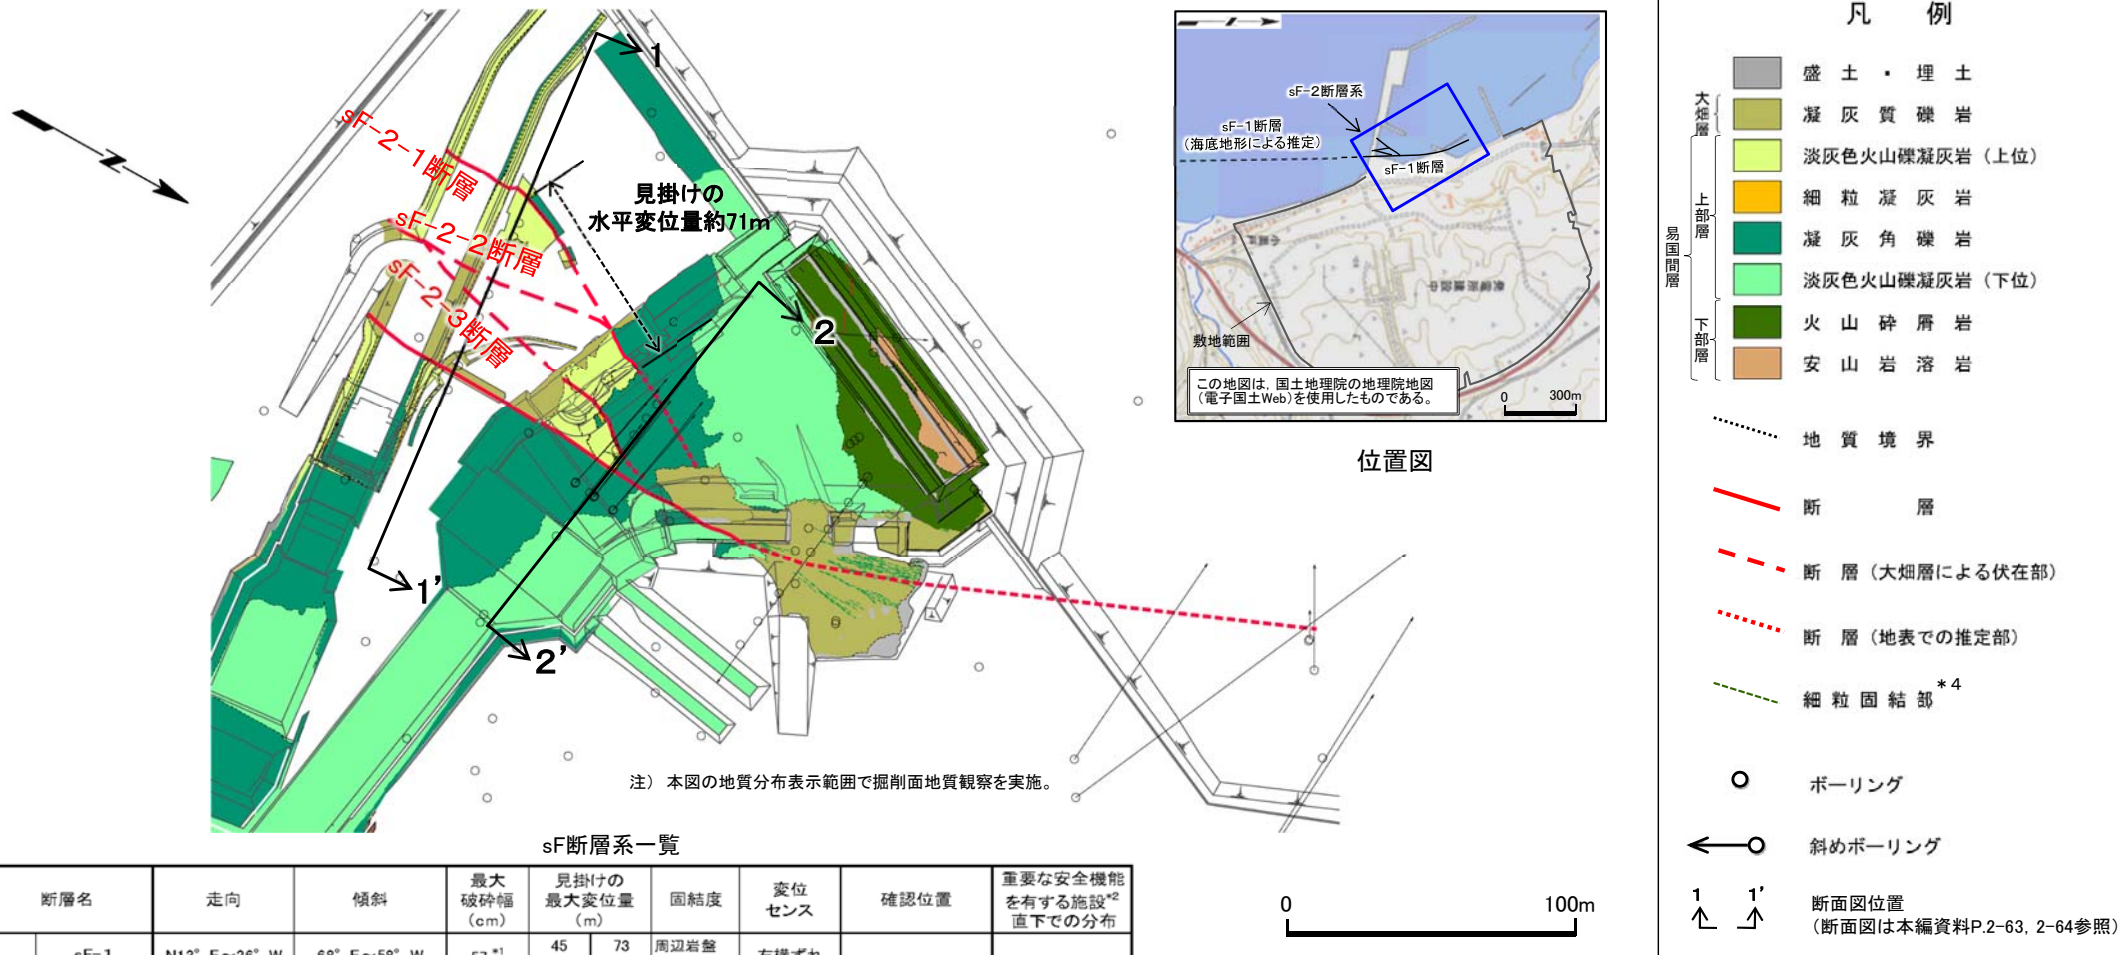 1
sF-2-1断層
sF-2-2断層
sF-2-3断層
見掛けの
水平変位量約71m
2
1'
2'
N
注) 本図の地質分布表示範囲で掘削面地質観察を実施。
sF-2断層系
sF-1断層
(海底地形による推定)
sF-1断層
敷地範囲
この地図は,国土地理院の地理院地図
(電子国土Web)を使用したものである。
0 300m
位置図
凡 例
盛土・埋土
大畑層
凝灰質礫岩
易国間層
上部層
淡灰色火山礫凝灰岩(上位)
細粒凝灰岩
凝灰角礫岩
淡灰色火山礫凝灰岩(下位)
下部層
火山砕屑岩
安山岩溶岩
地質境界
断層
断層(大畑層による伏在部)
断層(地表での推定部)
細粒固結部*4
ボーリング
斜めボーリング
1 1'
断面図位置
(断面図は本編資料P.2-63, 2-64参照)
0 100m
sF断層系一覧
断層名 走向 傾斜 最大破砕幅(cm) 見掛けの最大変位量(m) 固結度 変位センス 確認位置 重要な安全機能を有する施設*2直下での分布
sF-1 N12°E~36°W 68°E~58°W 57*1 45 73 周辺岩盤 右横ずれ